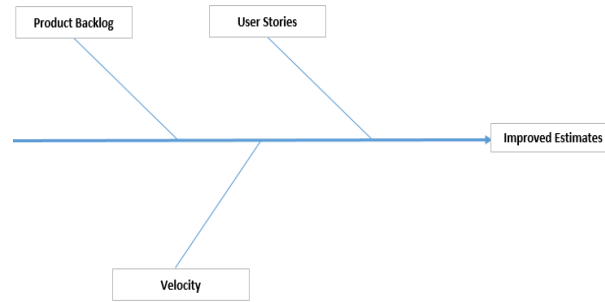 Product Backlog
User Stories
Improved Estimates
Velocity